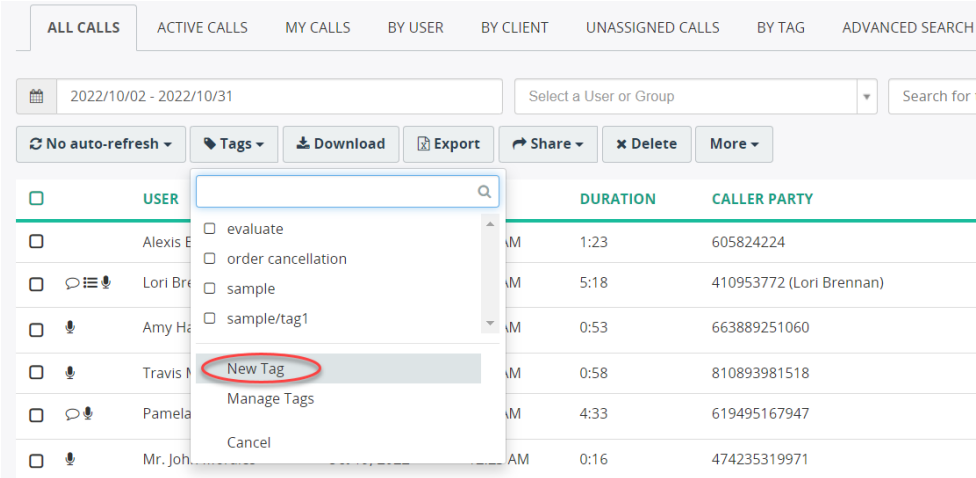 ALL CALLS ACTIVE CALLS MY CALLS BY USER BY CLIENT UNASSIGNED CALLS BY TAG ADVANCED SEARCH
2022/10/02 - 2022/10/31 Select a User or Group Search for
No auto-refresh Tags Download Export Share Delete More
USER DURATION CALLER PARTY
evaluate
Alexis AM 1:23 605824224
order cancellation
Lori AM 5:18 410953772 (Lori Brennan)
sample
sample/tag1
Amy AM 0:53 663889251060
New Tag
Travis AM 0:58 810893981518
Manage Tags
Pamela AM 4:33 619495167947
Cancel
Mr. John AM 0:16 474235319971